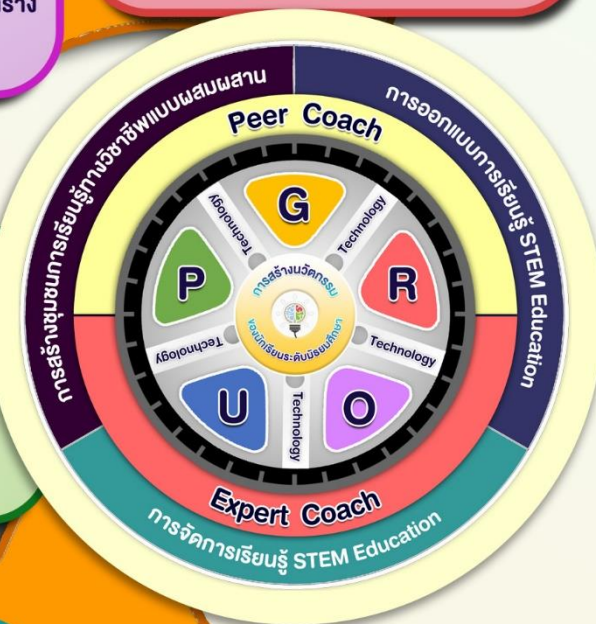 การสร้างชุมชนการเรียนรู้ทางวิชาชีพแบบผสมผสาน
การออกแบบการเรียนรู้ STEM Education
Peer Coach
G
Technology
Technology
P
R
การสร้างนวัตกรรม
ของนักเรียนระดับมัธยมศึกษา
Technology
Technology
U
Technology
O
Expert Coach
การจัดการเรียนรู้ STEM Education